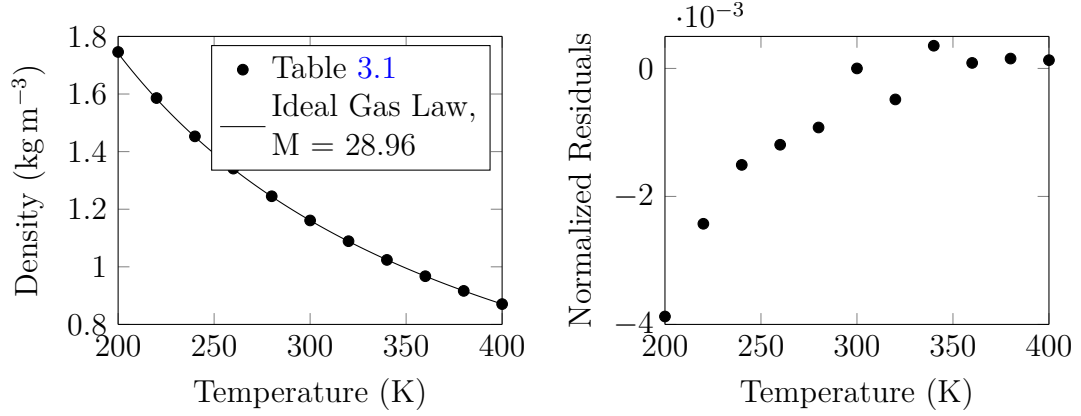 1.8
1.6
1.4
1.2
1
0.8
200 250 300 350 400
Temperature (K)
Density (kg m⁻³)
Table 3.1
Ideal Gas Law,
M = 28.96
·10⁻³
0
−2
−4
200 250 300 350 400
Temperature (K)
Normalized Residuals